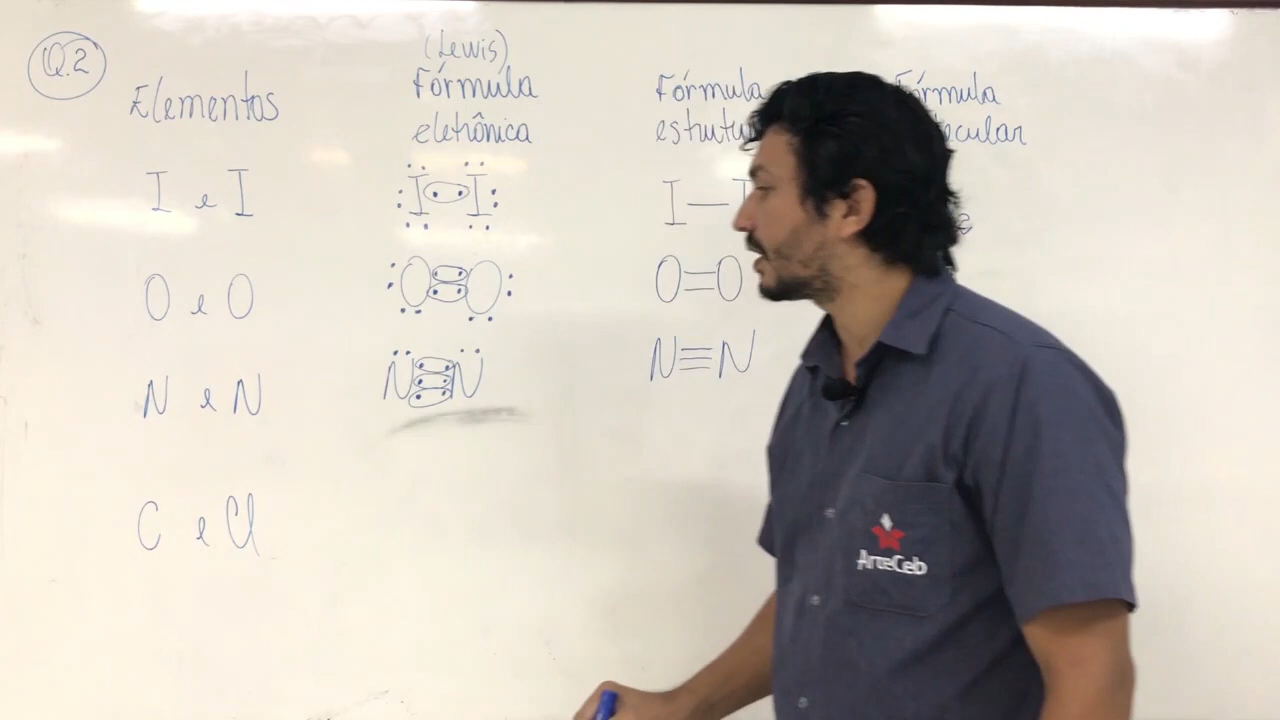 Q.2
Elementos
(Lewis)
Fórmula
eletrônica
Fórmula
Fórmula
I e I
I I
I—I
O e O
O O
O=O
N e N
N N
N≡N
C e Cl
ArteCeb